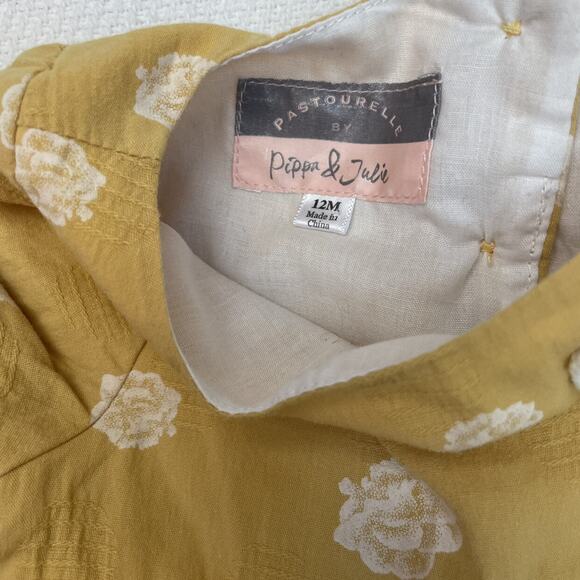 PASTOURELLE
BY
Pippa & Julie
12M
Made in
China